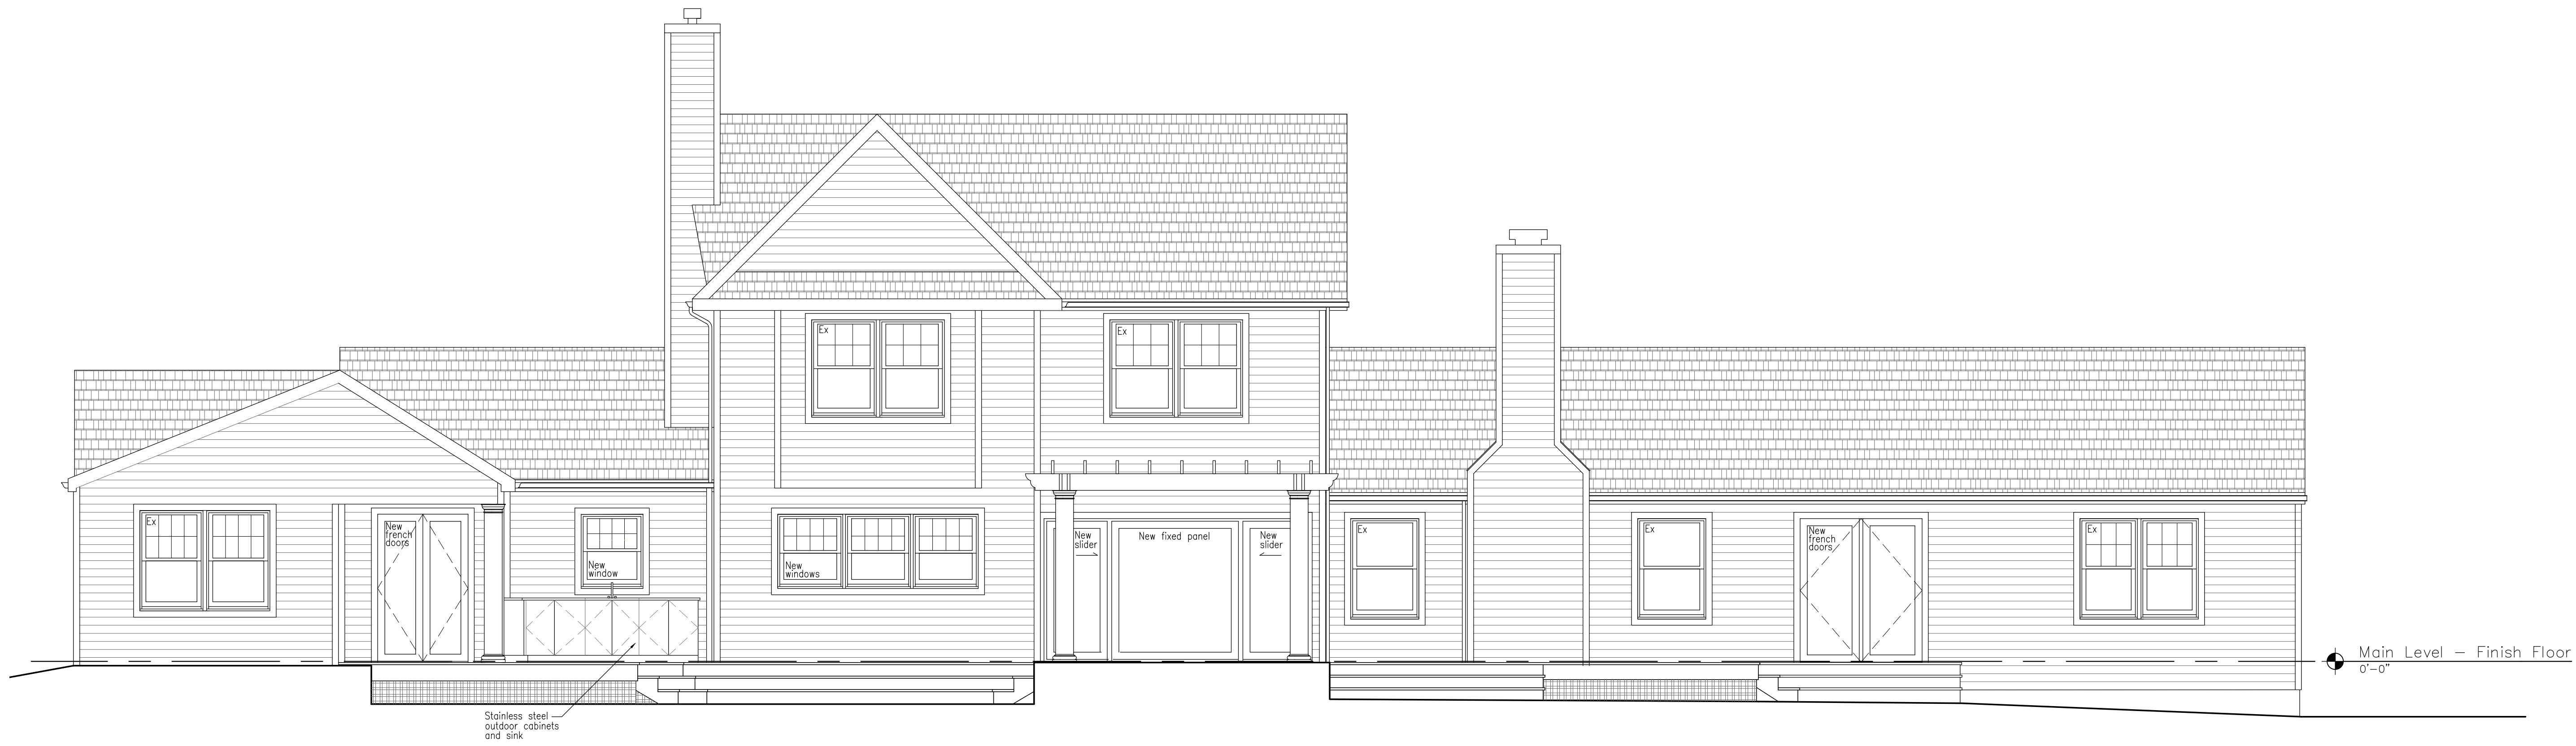 Ex
Ex
Ex
New
french
doors
New
window
New
windows
New
slider
New fixed panel
New
slider
Ex
Ex
New
french
doors
Ex
Main Level – Finish Floor
0'–0"
Stainless steel
outdoor cabinets
and sink